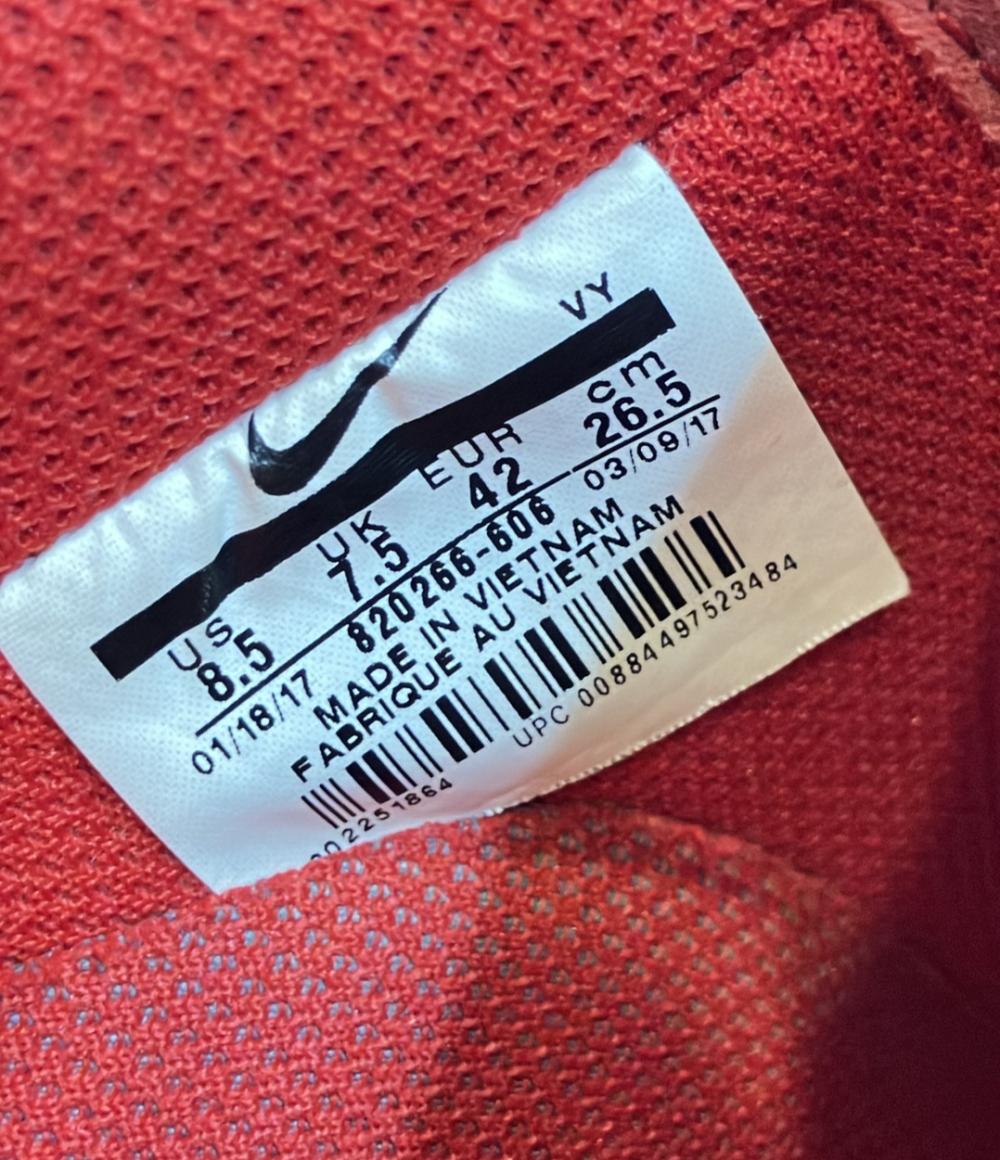 VY
US UK EUR cm
8.5 7.5 42 26.5
01/18/17 820266-606 03/09/17
MADE IN VIETNAM
FABRIQUE AU VIETNAM
UPC 00884497523484